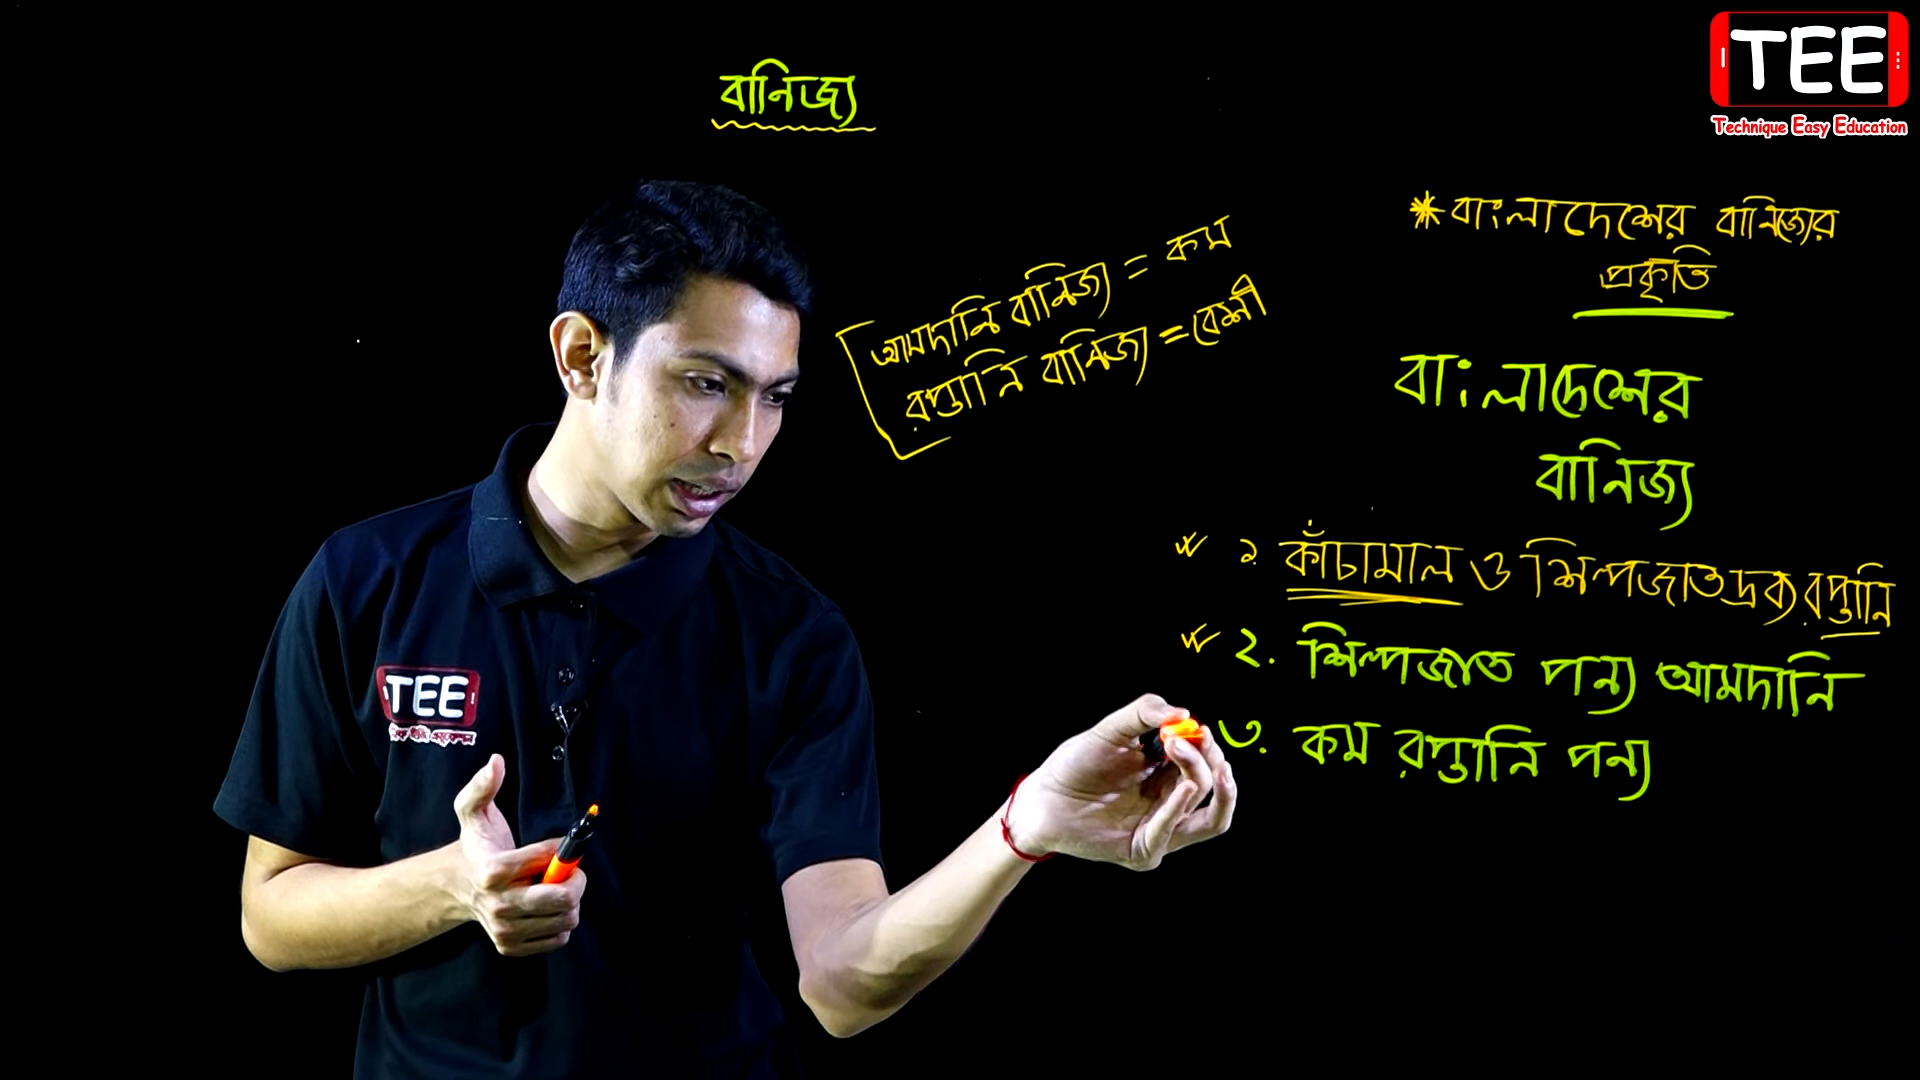 TEE
Technique Easy Education
বানিজ্য
আমদানি বানিজ্য = কম
রপ্তানি বানিজ্য = বেশী
*বাংলাদেশের বানিজ্যের
প্রকৃতি
বাংলাদেশের
বানিজ্য
১. কাঁচামাল ও শিল্পজাত দ্রব্য রপ্তানি
২. শিল্পজাত পন্য আমদানি
৩. কম রপ্তানি পন্য
TEE